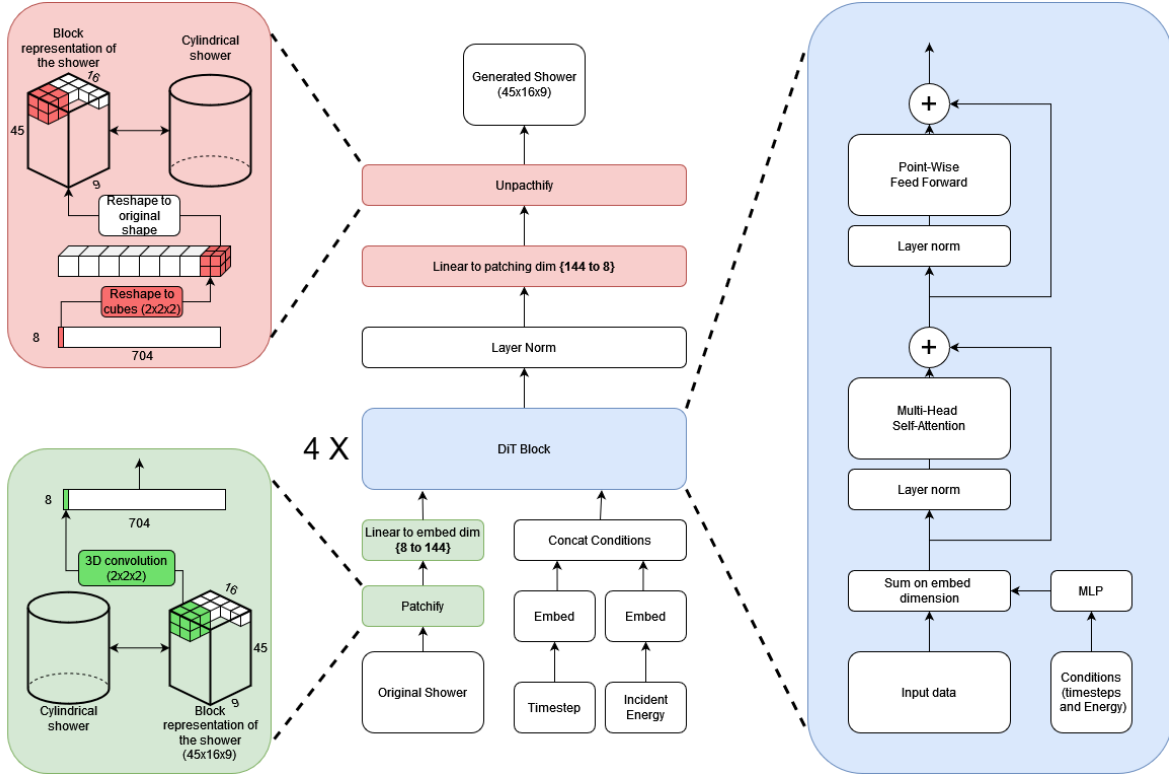 Block
representation of
the shower
Cylindrical
shower
16
45
9
Reshape to
original
shape
Reshape to
cubes (2x2x2)
8
704
8
704
3D convolution
(2x2x2)
16
45
9
Cylindrical
shower
Block
representation of
the shower
(45x16x9)
Generated Shower
(45x16x9)
Unpacthify
Linear to patching dim {144 to 8}
Layer Norm
4 X
DiT Block
Linear to embed dim
{8 to 144}
Concat Conditions
Patchify
Embed
Embed
Original Shower
Timestep
Incident
Energy
+
Point-Wise
Feed Forward
Layer norm
+
Multi-Head
Self-Attention
Layer norm
Sum on embed
dimension
MLP
Input data
Conditions
(timesteps
and Energy)